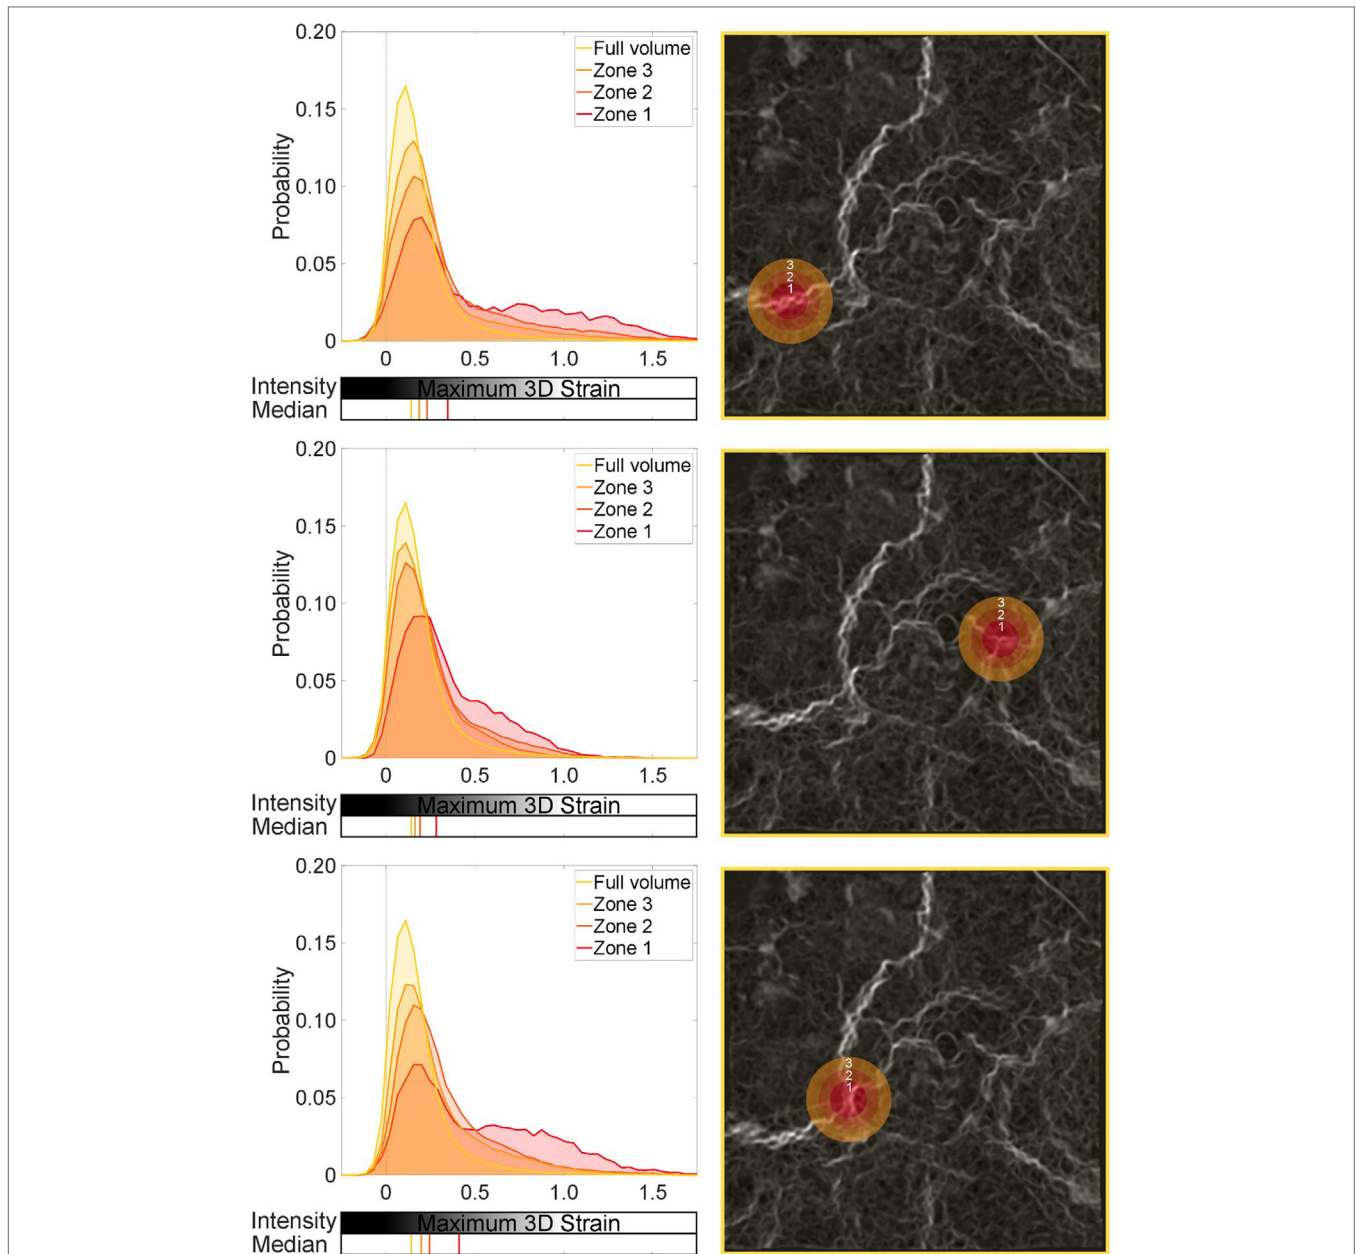 0.20
0.15
0.10
0.05
0
Probability
Full volume
Zone 3
Zone 2
Zone 1
0 0.5 1.0 1.5
Intensity Maximum 3D Strain
Median
3
2
1
0.20
0.15
0.10
0.05
0
Probability
Full volume
Zone 3
Zone 2
Zone 1
0 0.5 1.0 1.5
Intensity Maximum 3D Strain
Median
3
2
1
0.20
0.15
0.10
0.05
0
Probability
Full volume
Zone 3
Zone 2
Zone 1
0 0.5 1.0 1.5
Intensity Maximum 3D Strain
Median
3
2
1